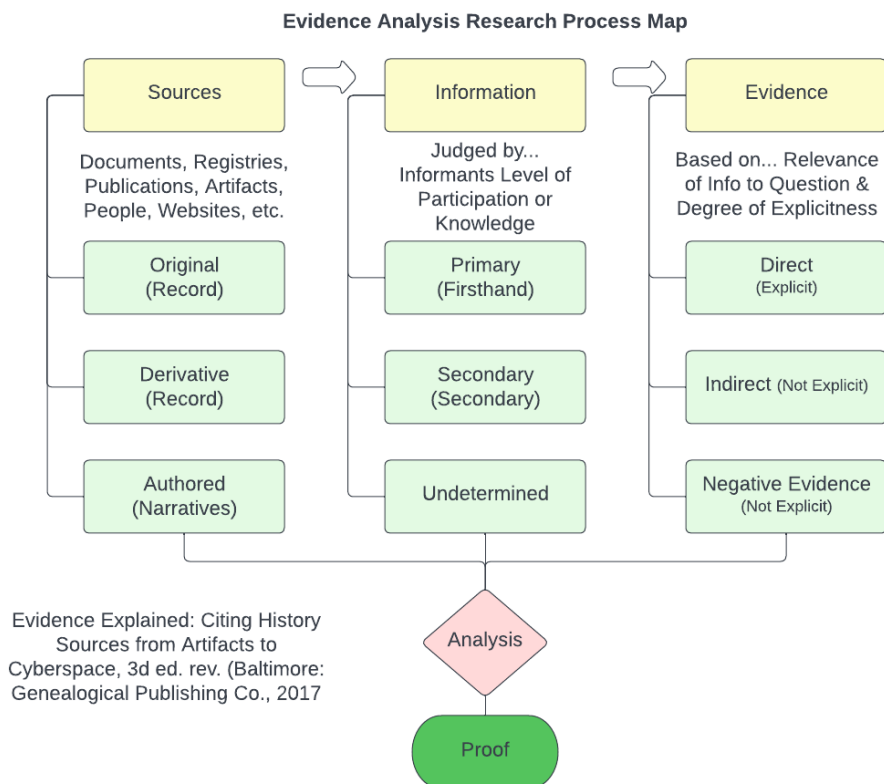 Evidence Analysis Research Process Map
Sources
Information
Evidence
Documents, Registries,
Publications, Artifacts,
People, Websites, etc.
Judged by...
Informants Level of
Participation or
Knowledge
Based on... Relevance
of Info to Question &
Degree of Explicitness
Original
(Record)
Primary
(Firsthand)
Direct
(Explicit)
Derivative
(Record)
Secondary
(Secondary)
Indirect (Not Explicit)
Authored
(Narratives)
Undetermined
Negative Evidence
(Not Explicit)
Evidence Explained: Citing History
Sources from Artifacts to
Cyberspace, 3d ed. rev. (Baltimore:
Genealogical Publishing Co., 2017
Analysis
Proof